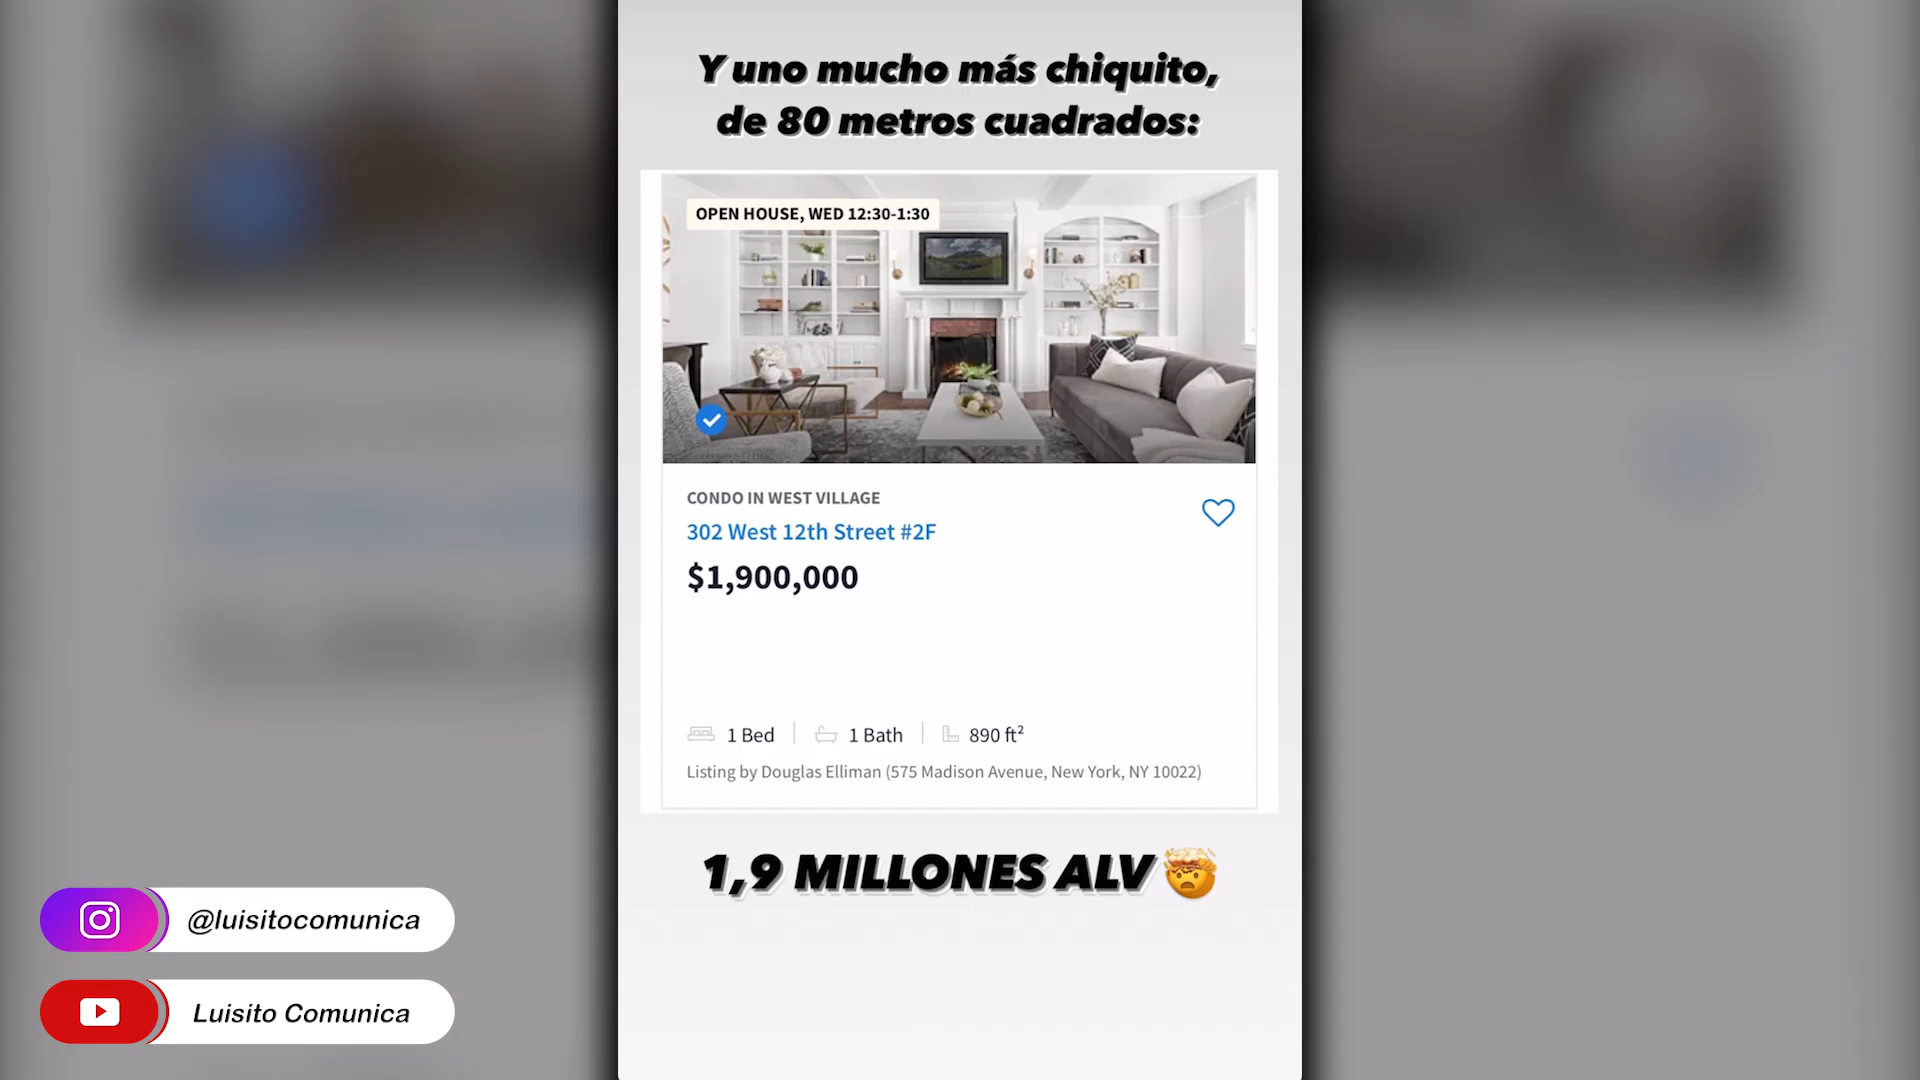 Y uno mucho más chiquito,
de 80 metros cuadrados:
OPEN HOUSE, WED 12:30-1:30
CONDO IN WEST VILLAGE
302 West 12th Street #2F
$1,900,000
1 Bed
1 Bath
890 ft²
Listing by Douglas Elliman (575 Madison Avenue, New York, NY 10022)
1,9 MILLONES ALV🤯
@luisitocomunica
Luisito Comunica